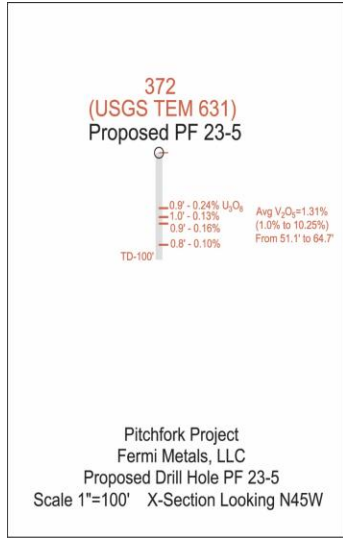 372
(USGS TEM 631)
Proposed PF 23-5
0.9' - 0.24% U₃O₈
1.0' - 0.13%
0.9' - 0.16%
0.8' - 0.10%
Avg V₂O₅=1.31%
(1.0% to 10.25%)
From 51.1' to 64.7'
TD-100'
Pitchfork Project
Fermi Metals, LLC
Proposed Drill Hole PF 23-5
Scale 1"=100' X-Section Looking N45W